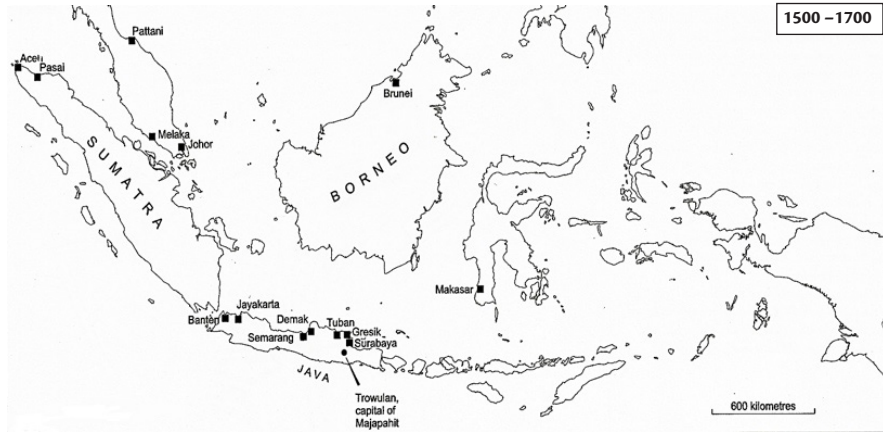 1500 –1700
Pattani
Aceh
Pasai
Brunei
Melaka
Johor
SUMATRA
BORNEO
Makasar
Jayakarta
Banten
Demak
Tuban
Gresik
Semarang
Surabaya
JAVA
Trowulan,
capital of
Majapahit
600 kilometres